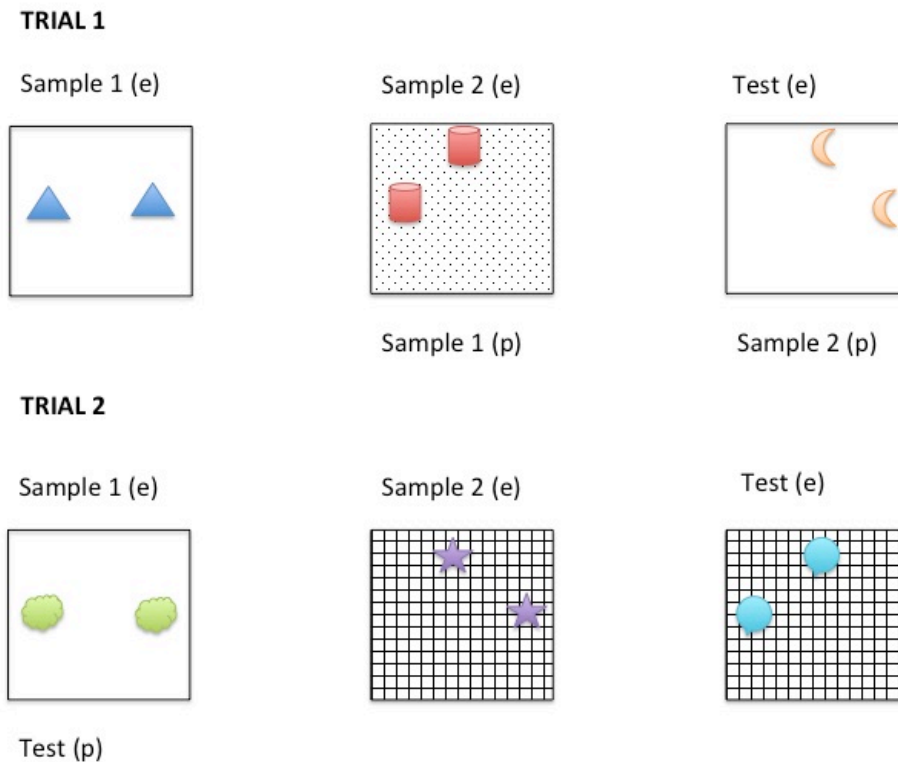 TRIAL 1
Sample 1 (e)
Sample 2 (e)
Test (e)
Sample 1 (p)
Sample 2 (p)
TRIAL 2
Sample 1 (e)
Sample 2 (e)
Test (e)
Test (p)